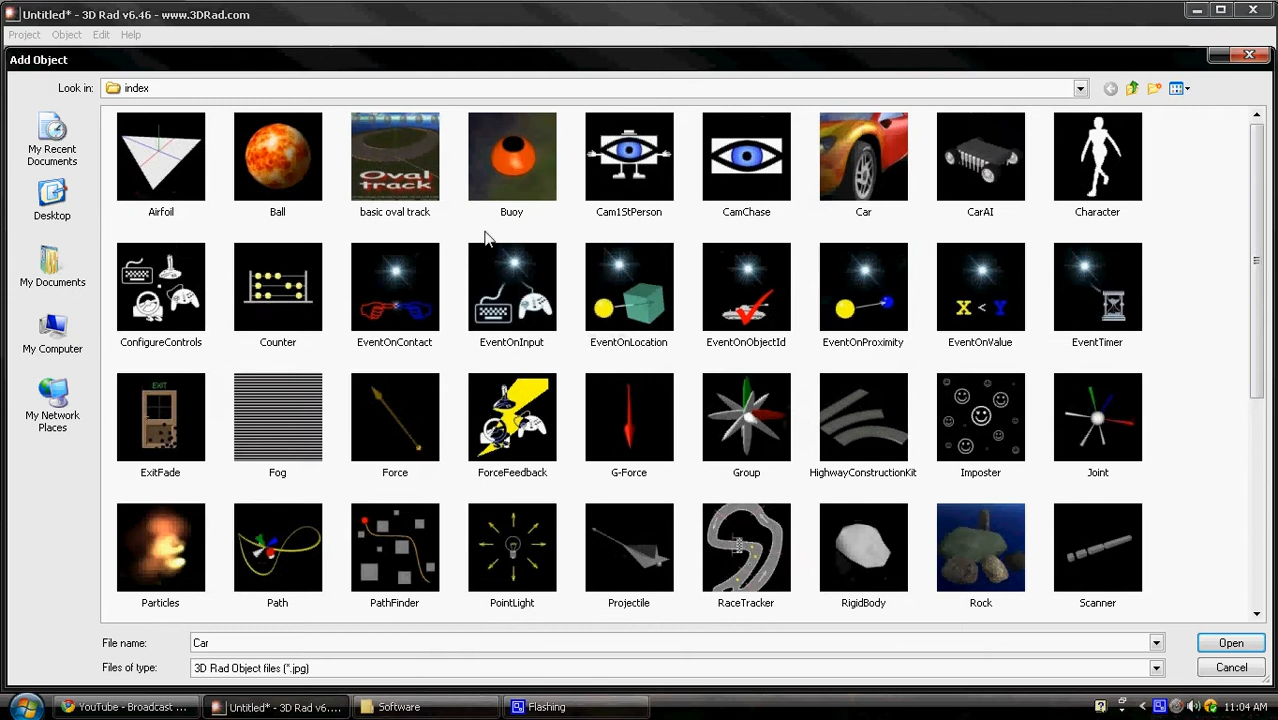 Untitled* - 3D Rad v6.46 - www.3DRad.com
Project Object Edit Help
Add Object
Look in: index
My Recent Documents
Desktop
My Documents
My Computer
My Network Places
Oval track
Airfoil Ball basic oval track Buoy Cam1StPerson CamChase Car CarAI Character
X < Y
ConfigureControls Counter EventOnContact EventOnInput EventOnLocation EventOnObjectId EventOnProximity EventOnValue EventTimer
EXIT
ExitFade Fog Force ForceFeedback G-Force Group HighwayConstructionKit Imposter Joint
Particles Path PathFinder PointLight Projectile RaceTracker RigidBody Rock Scanner
File name: Car Open
Files of type: 3D Rad Object files (*.jpg) Cancel
YouTube - Broadcast ... Untitled* - 3D Rad v6.... Software Flashing 11:04 AM